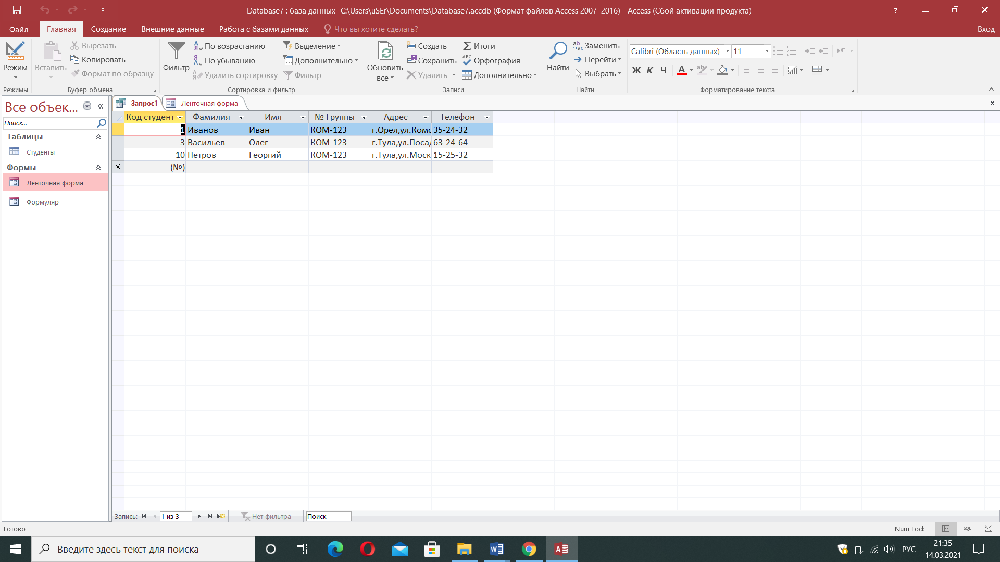 Database7 : база данных- C:\Users\uSEr\Documents\Database7.accdb (Формат файлов Access 2007–2016) - Access (Сбой активации продукта)
?
Файл Главная Создание Внешние данные Работа с базами данных Что вы хотите сделать? Вход
Режим
Режимы
Вставить
Вырезать
Копировать
Формат по образцу
Буфер обмена
Фильтр
По возрастанию
По убыванию
Удалить сортировку
Выделение
Дополнительно
Фильтр
Сортировка и фильтр
Обновить
все
Создать
Сохранить
Удалить
Итоги
Орфография
Дополнительно
Записи
Найти
Заменить
Перейти
Выбрать
Найти
Calibri (Область данных) 11
Ж К Ч
Форматирование текста
Все объек...
Поиск...
Таблицы
Студенты
Формы
Ленточная форма
Формуляр
Запрос1 Ленточная форма
Код студент Фамилия Имя № Группы Адрес Телефон
1 Иванов Иван КОМ-123 г.Орел,ул.Комс 35-24-32
3 Васильев Олег КОМ-123 г.Тула,ул.Посад 63-24-64
10 Петров Георгий КОМ-123 г.Тула,ул.Моск 15-25-32
(№)
Запись: 1 из 3 Нет фильтра Поиск
Готово Num Lock SQL
Введите здесь текст для поиска
РУС
21:35
14.03.2021